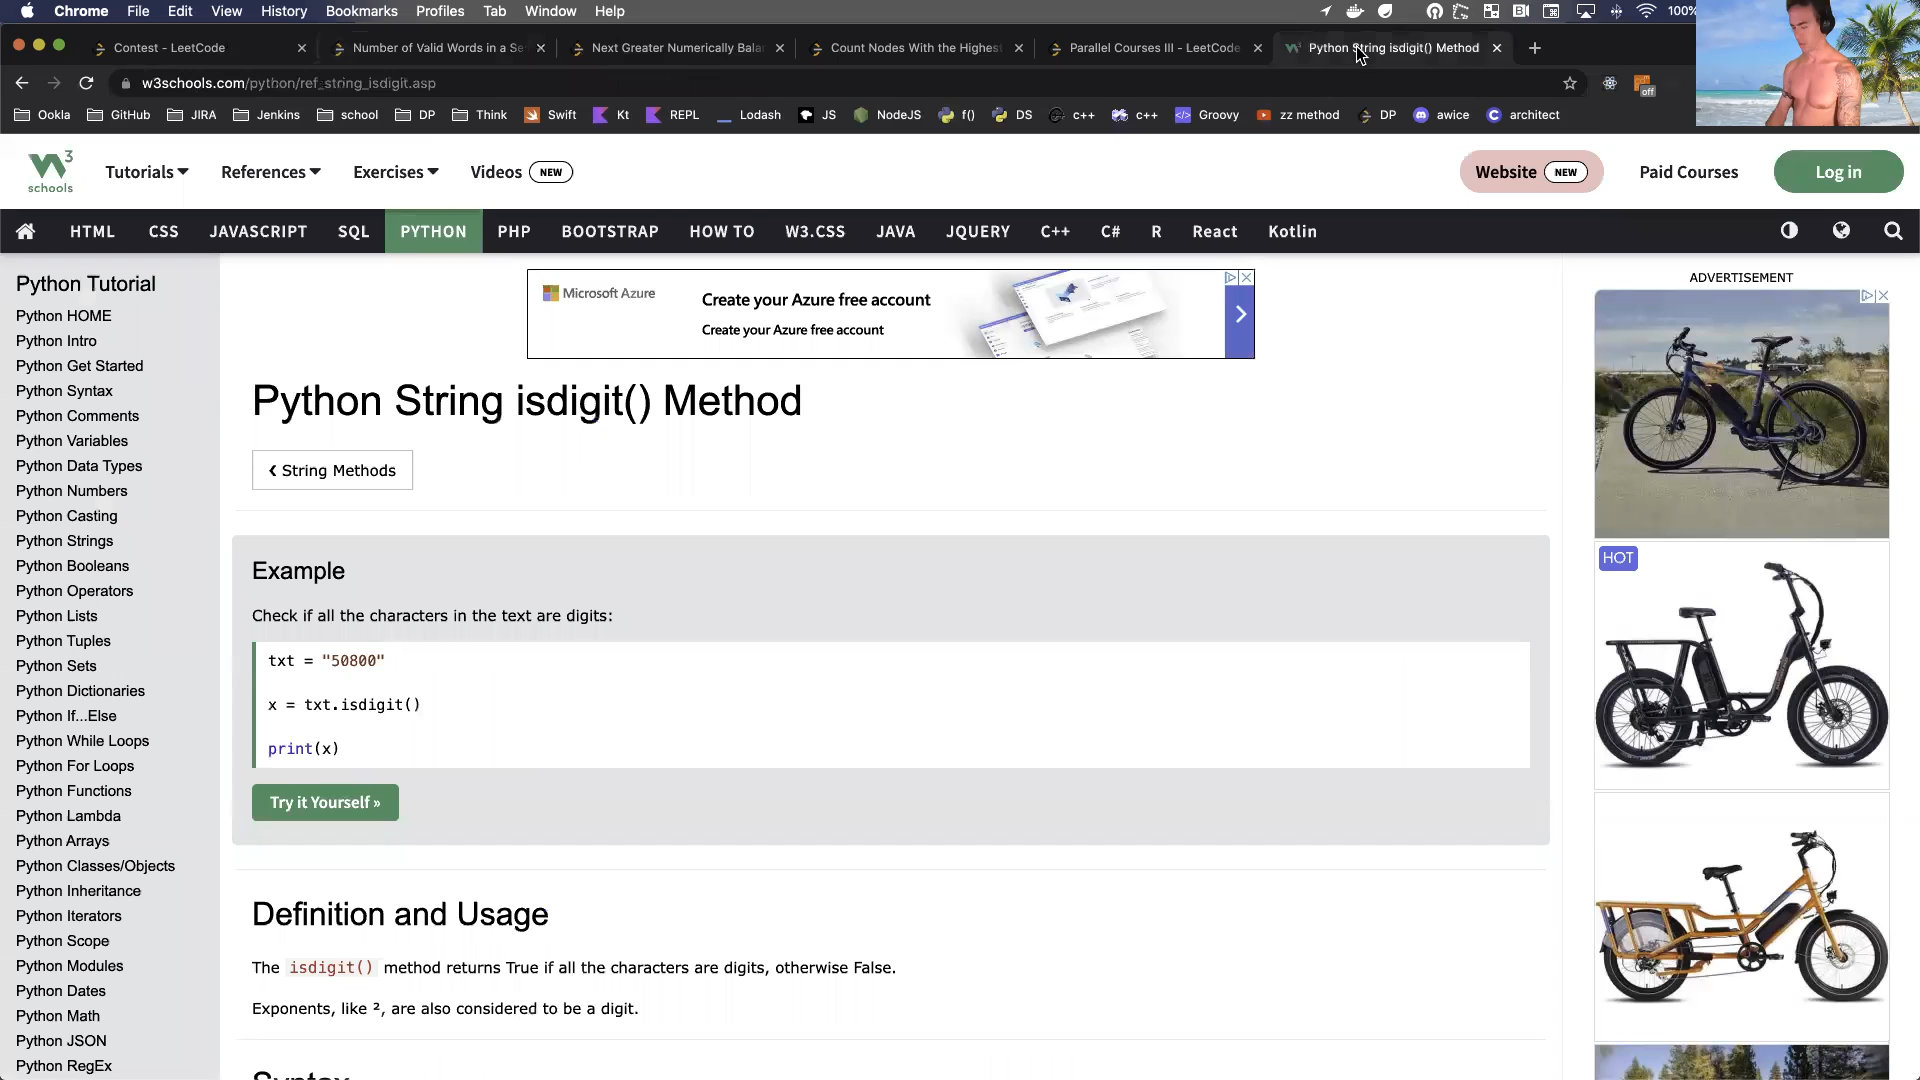 Chrome File Edit View History Bookmarks Profiles Tab Window Help 100%
Contest - LeetCode Number of Valid Words in a Se Next Greater Numerically Bala Count Nodes With the Highest Parallel Courses III - LeetCode Python String isdigit() Method
w3schools.com/python/ref_string_isdigit.asp off
Ookla GitHub JIRA Jenkins school DP Think Swift Kt REPL Lodash JS NodeJS f() DS c++ c++ Groovy zz method DP awice architect
W3 schools Tutorials References Exercises Videos NEW Website NEW Paid Courses Log in
HTML CSS JAVASCRIPT SQL PYTHON PHP BOOTSTRAP HOW TO W3.CSS JAVA JQUERY C++ C# R React Kotlin
Python Tutorial
Python HOME
Python Intro
Python Get Started
Python Syntax
Python Comments
Python Variables
Python Data Types
Python Numbers
Python Casting
Python Strings
Python Booleans
Python Operators
Python Lists
Python Tuples
Python Sets
Python Dictionaries
Python If...Else
Python While Loops
Python For Loops
Python Functions
Python Lambda
Python Arrays
Python Classes/Objects
Python Inheritance
Python Iterators
Python Scope
Python Modules
Python Dates
Python Math
Python JSON
Python RegEx
Microsoft Azure
Create your Azure free account
Create your Azure free account
Python String isdigit() Method
❮ String Methods
Example
Check if all the characters in the text are digits:
txt = "50800"
x = txt.isdigit()
print(x)
Try it Yourself »
Definition and Usage
The isdigit() method returns True if all the characters are digits, otherwise False.
Exponents, like ², are also considered to be a digit.
Syntax
ADVERTISEMENT
HOT